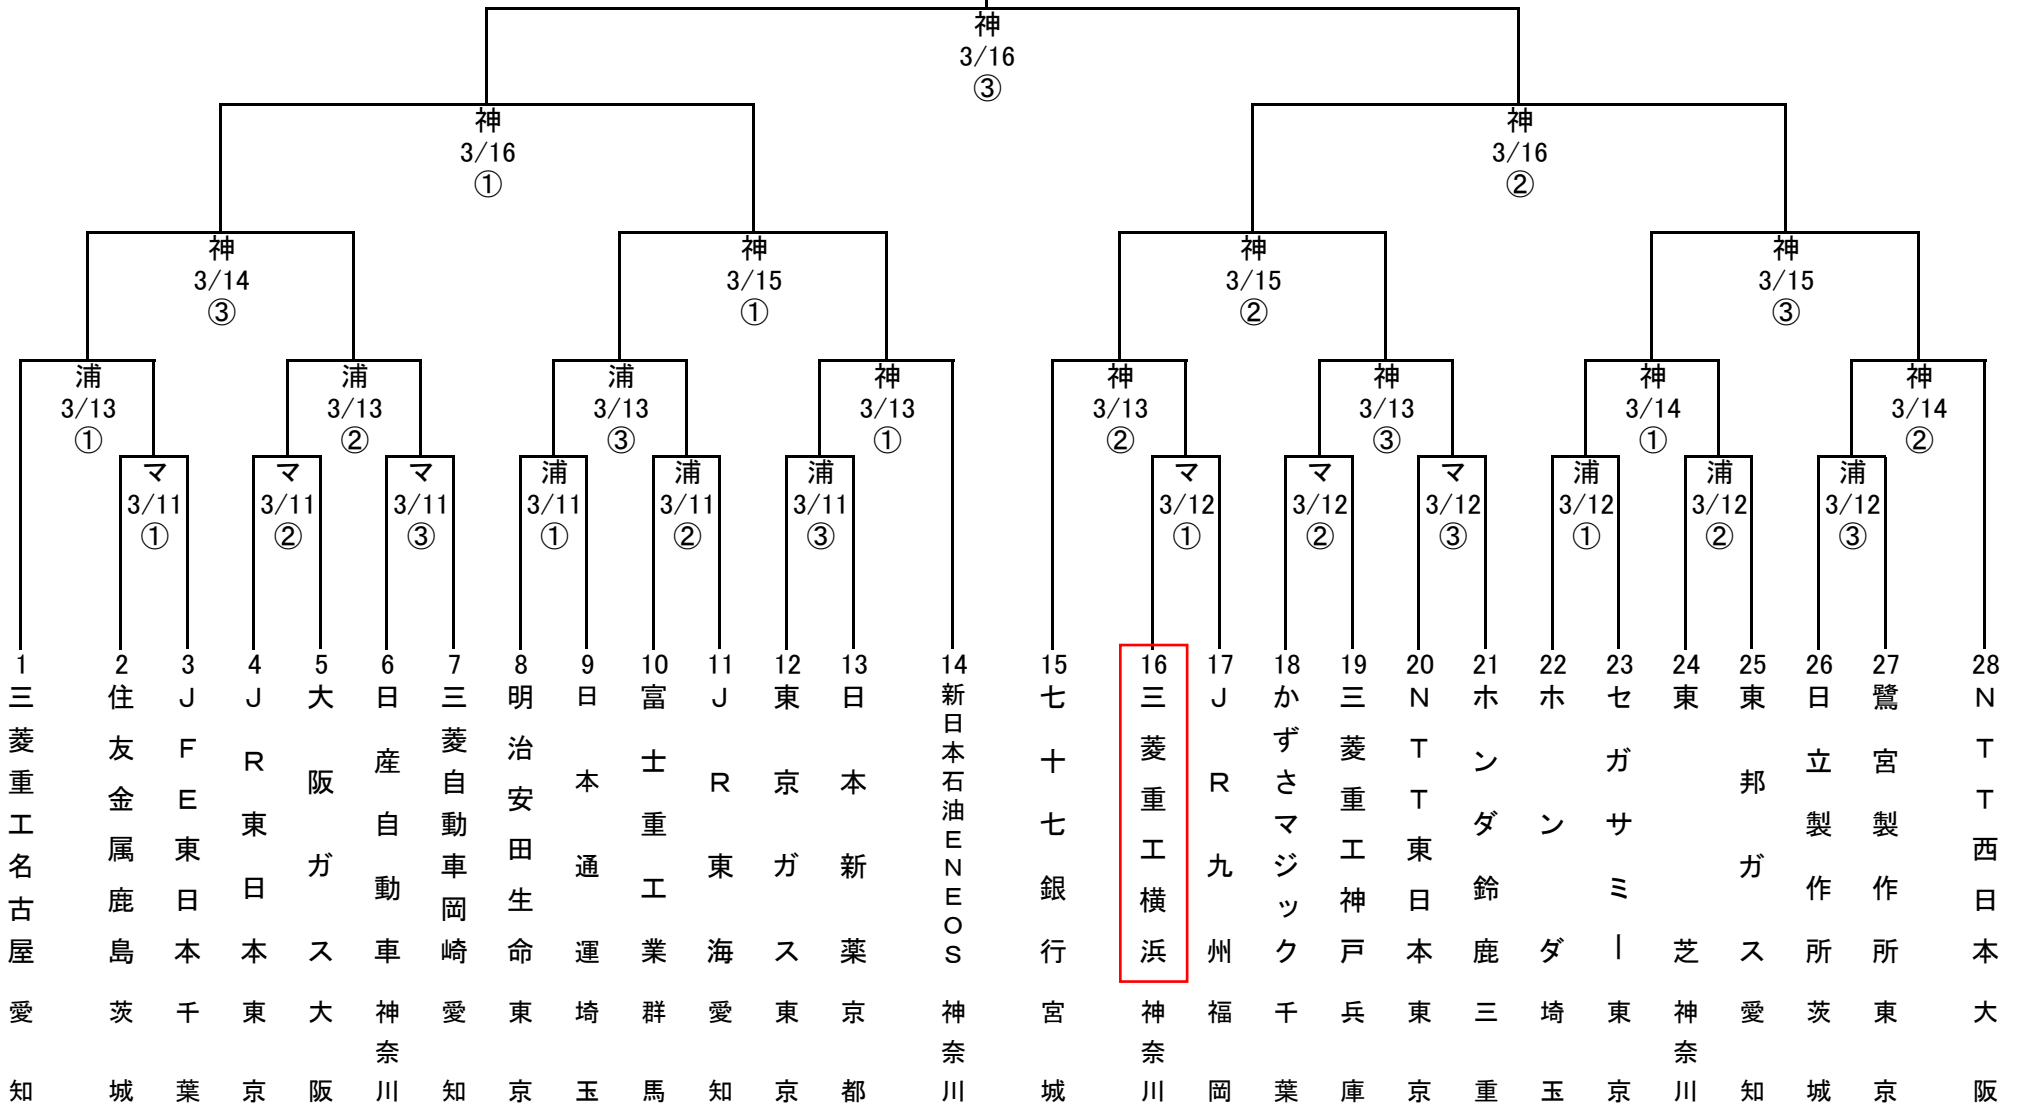 神
3/16
③
神
3/16
①
神
3/16
②
神
3/14
③
神
3/15
①
神
3/15
②
神
3/15
③
浦
3/13
①
浦
3/13
②
浦
3/13
③
神
3/13
①
神
3/13
②
神
3/13
③
神
3/14
①
神
3/14
②
マ
3/11
①
マ
3/11
②
マ
3/11
③
浦
3/11
①
浦
3/11
②
浦
3/11
③
マ
3/12
①
マ
3/12
②
マ
3/12
③
浦
3/12
①
浦
3/12
②
浦
3/12
③
1
三菱重工名古屋
愛知
2
住友金属鹿島
茨城
3
JFE東日本
千葉
4
JR東日本
東京
5
大阪ガス
大阪
6
日産自動車
神奈川
7
三菱自動車岡崎
愛知
8
明治安田生命
東京
9
日本通運
埼玉
10
富士重工業
群馬
11
JR東海
愛知
12
東京ガス
東京
13
日本新薬
京都
14
新日本石油ENEOS
神奈川
15
七十七銀行
宮城
16
三菱重工横浜
神奈川
17
JR九州
福岡
18
かずさマジック
千葉
19
三菱重工神戸
兵庫
20
NTT東日本
東京
21
ホンダ鈴鹿
三重
22
ホンダ
埼玉
23
セガサミー
東京
24
東芝
神奈川
25
東邦ガス
愛知
26
日立製作所
茨城
27
鷺宮製作所
東京
28
NTT西日本
大阪